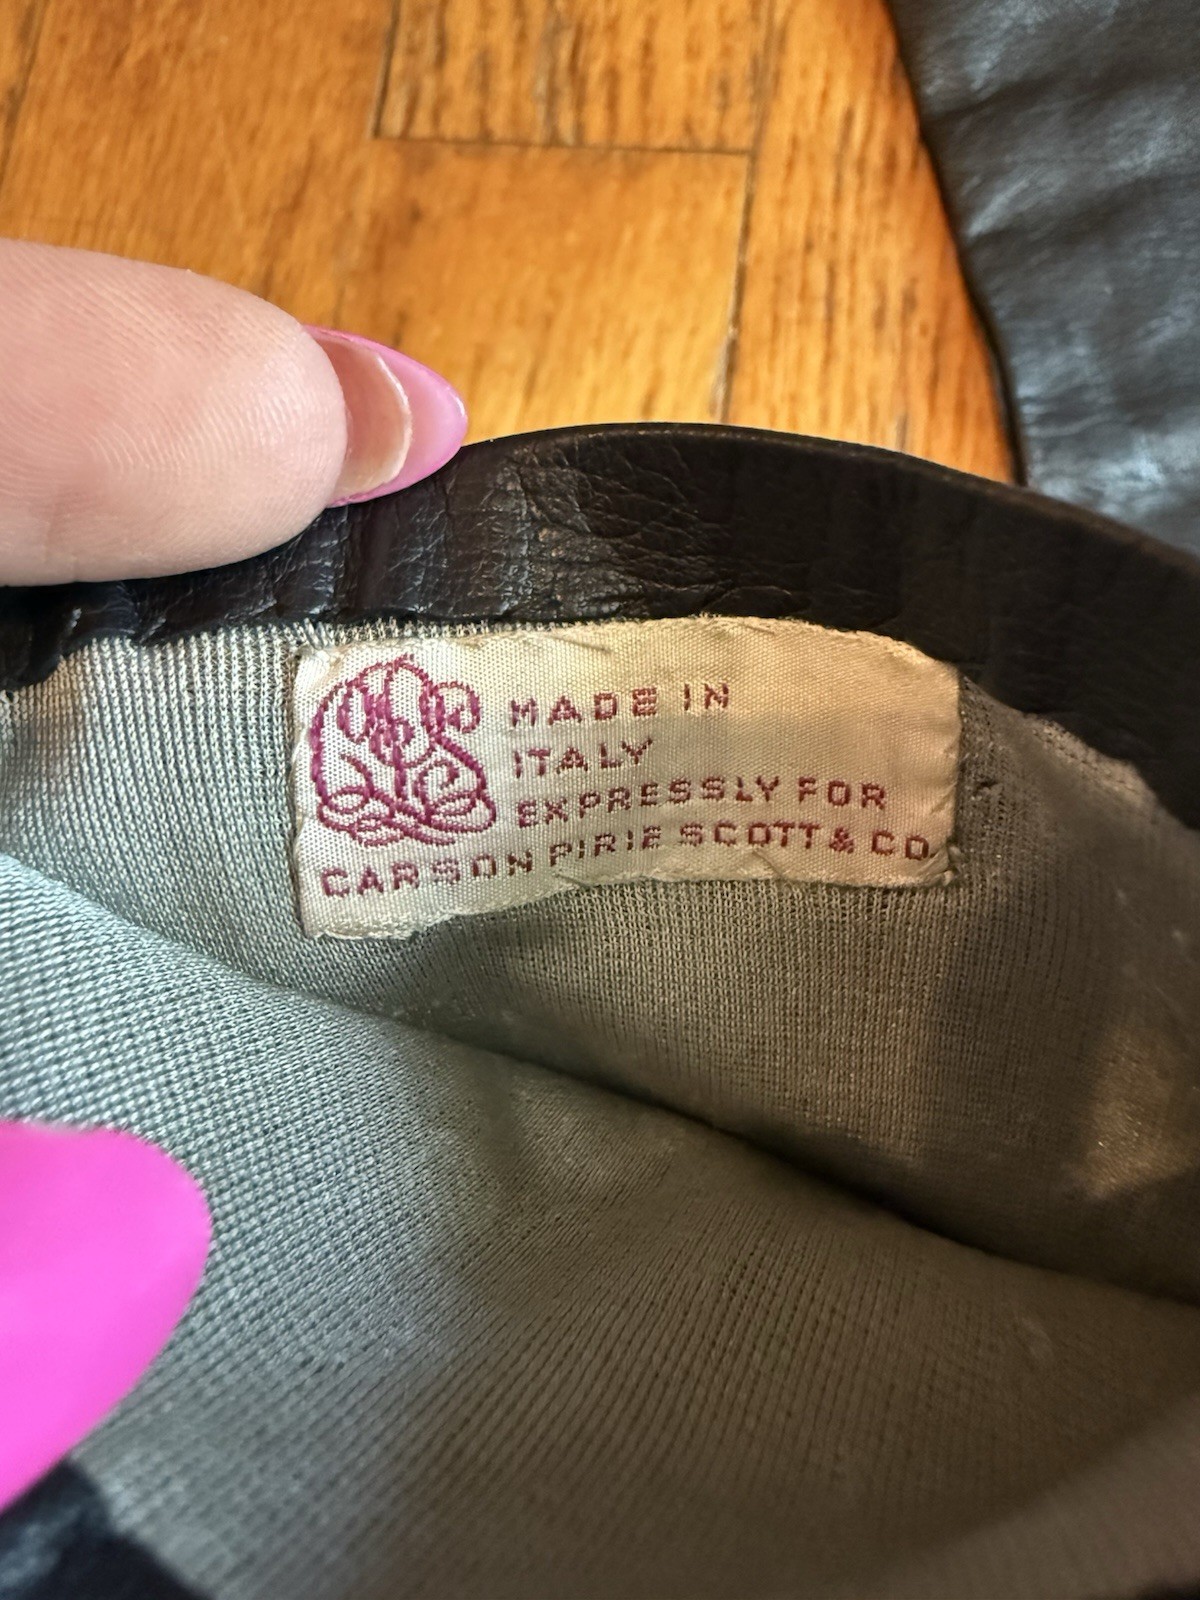 MADE IN
ITALY
EXPRESSLY FOR
CARSON PIRIE SCOTT & CO